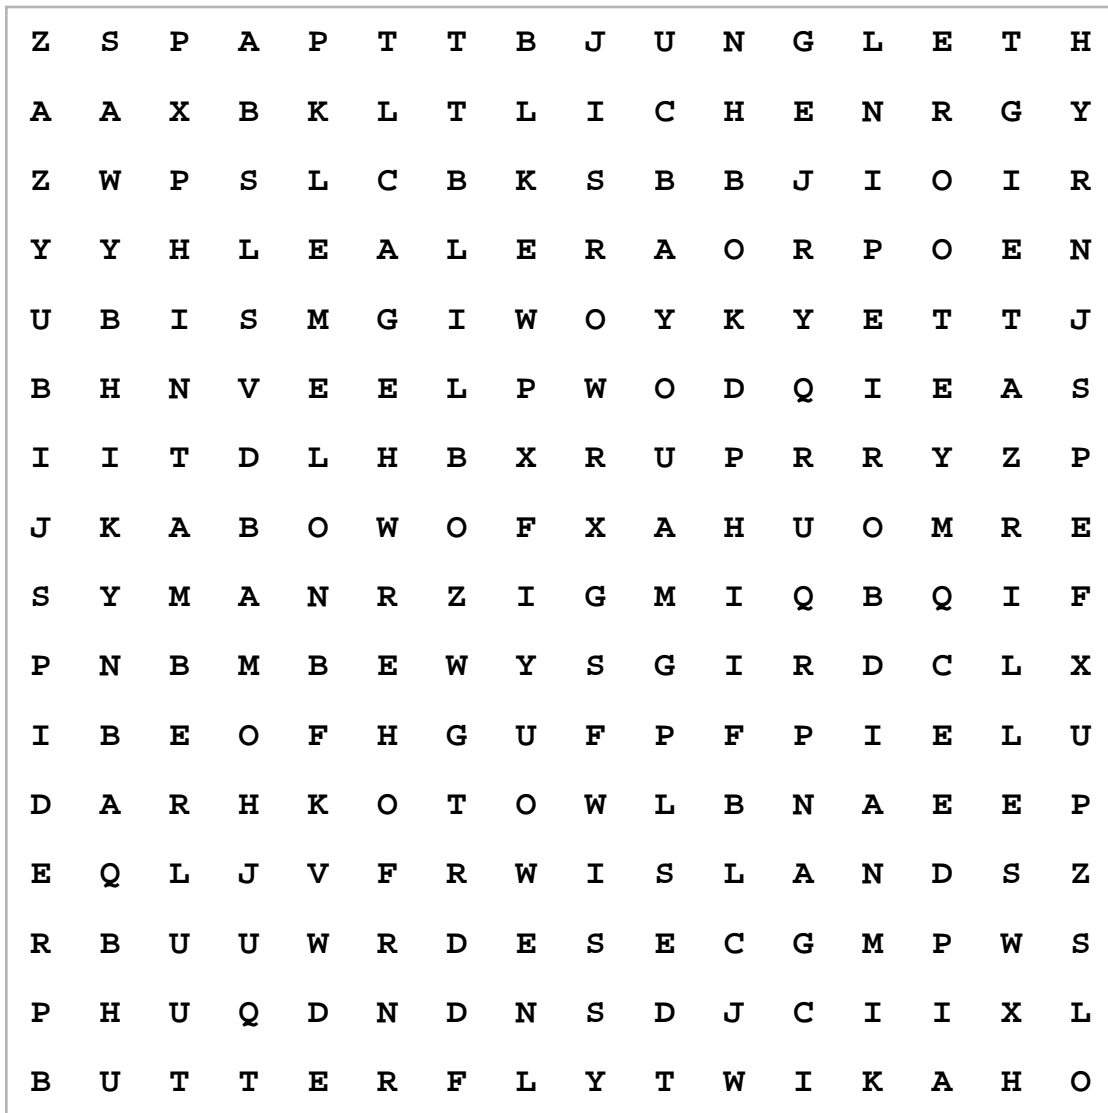 Z S P A P T T B J U N G L E T H
A A X B K L T L I C H E N R G Y
Z W P S L C B K S B B J I O I R
Y Y H L E A L E R A O R P O E N
U B I S M G I W O Y K Y E T T J
B H N V E E L P W O D Q I E A S
I I T D L H B X R U P R R Y Z P
J K A B O W O F X A H U O M R E
S Y M A N R Z I G M I Q B Q I F
P N B M B E W Y S G I R D C L X
I B E O F H G U F P F P I E L U
D A R H K O T O W L B N A E E P
E Q L J V F R W I S L A N D S Z
R B U U W R D E S E C G M P W S
P H U Q D N D N S D J C I I X L
B U T T E R F L Y T W I K A H O